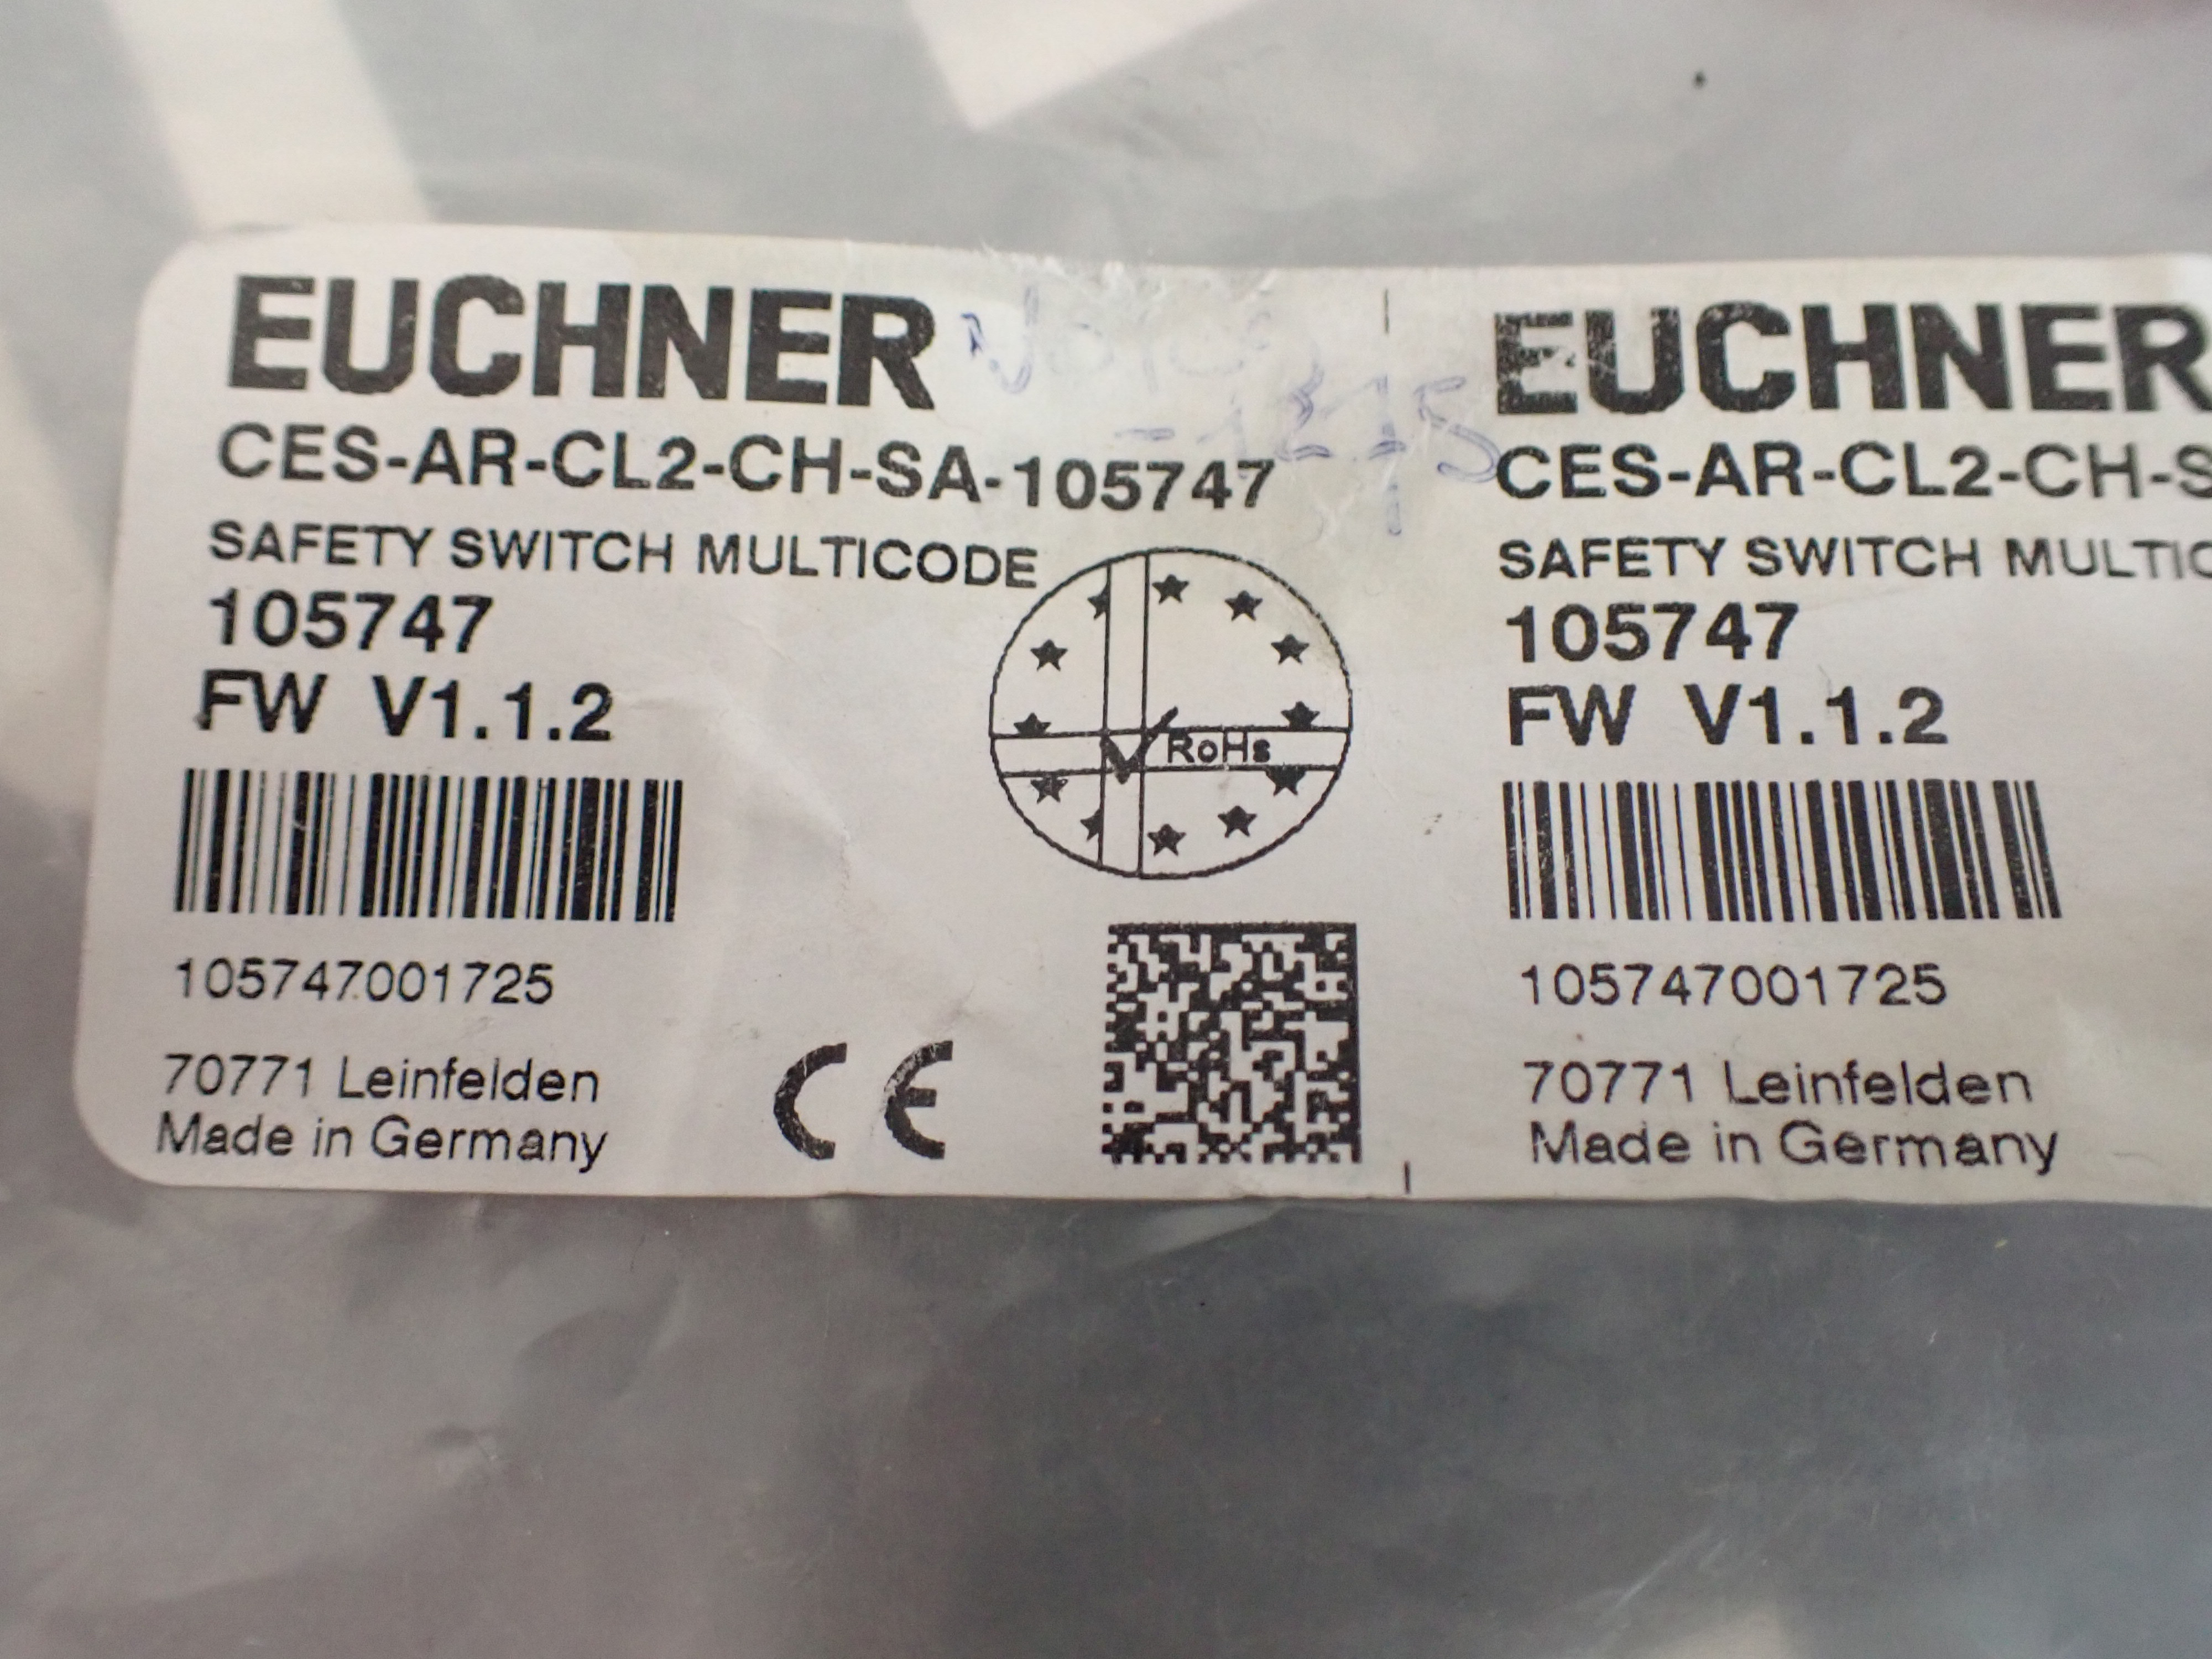 EUCHNER
CES-AR-CL2-CH-SA-105747
SAFETY SWITCH MULTICODE
105747
FW V1.1.2
RoHs
105747001725
70771 Leinfelden
Made in Germany
CE
EUCHNER
CES-AR-CL2-CH-S
SAFETY SWITCH MULTIC
105747
FW V1.1.2
105747001725
70771 Leinfelden
Made in Germany